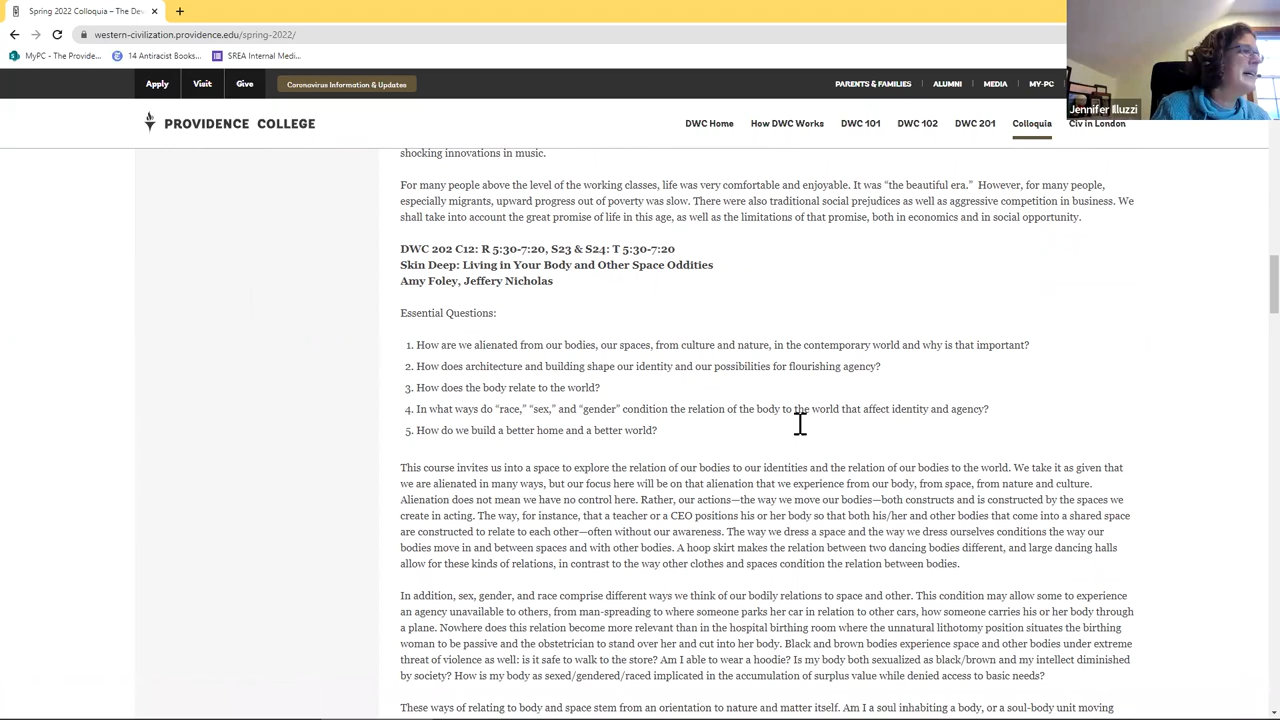 Spring 2022 Colloquia – The De
western-civilization.providence.edu/spring-2022/
MyPC - The Provide... 14 Antiracist Books... SREA Internal Medi...
Apply Visit Give Coronavirus Information & Updates PARENTS & FAMILIES ALUMNI MEDIA MY-PC
Jennifer Illuzzi
PROVIDENCE COLLEGE DWC Home How DWC Works DWC 101 DWC 102 DWC 201 Colloquia Civ in London
shocking innovations in music.
For many people above the level of the working classes, life was very comfortable and enjoyable. It was “the beautiful era.” However, for many people,
especially migrants, upward progress out of poverty was slow. There were also traditional social prejudices as well as aggressive competition in business. We
shall take into account the great promise of life in this age, as well as the limitations of that promise, both in economics and in social opportunity.
DWC 202 C12: R 5:30-7:20, S23 & S24: T 5:30-7:20
Skin Deep: Living in Your Body and Other Space Oddities
Amy Foley, Jeffery Nicholas
Essential Questions:
1. How are we alienated from our bodies, our spaces, from culture and nature, in the contemporary world and why is that important?
2. How does architecture and building shape our identity and our possibilities for flourishing agency?
3. How does the body relate to the world?
4. In what ways do “race,” “sex,” and “gender” condition the relation of the body to the world that affect identity and agency?
5. How do we build a better home and a better world?
This course invites us into a space to explore the relation of our bodies to our identities and the relation of our bodies to the world. We take it as given that
we are alienated in many ways, but our focus here will be on that alienation that we experience from our body, from space, from nature and culture.
Alienation does not mean we have no control here. Rather, our actions—the way we move our bodies—both constructs and is constructed by the spaces we
create in acting. The way, for instance, that a teacher or a CEO positions his or her body so that both his/her and other bodies that come into a shared space
are constructed to relate to each other—often without our awareness. The way we dress a space and the way we dress ourselves conditions the way our
bodies move in and between spaces and with other bodies. A hoop skirt makes the relation between two dancing bodies different, and large dancing halls
allow for these kinds of relations, in contrast to the way other clothes and spaces condition the relation between bodies.
In addition, sex, gender, and race comprise different ways we think of our bodily relations to space and other. This condition may allow some to experience
an agency unavailable to others, from man-spreading to where someone parks her car in relation to other cars, how someone carries his or her body through
a plane. Nowhere does this relation become more relevant than in the hospital birthing room where the unnatural lithotomy position situates the birthing
woman to be passive and the obstetrician to stand over her and cut into her body. Black and brown bodies experience space and other bodies under extreme
threat of violence as well: is it safe to walk to the store? Am I able to wear a hoodie? Is my body both sexualized as black/brown and my intellect diminished
by society? How is my body as sexed/gendered/raced implicated in the accumulation of surplus value while denied access to basic needs?
These ways of relating to body and space stem from an orientation to nature and matter itself. Am I a soul inhabiting a body, or a soul-body unit moving